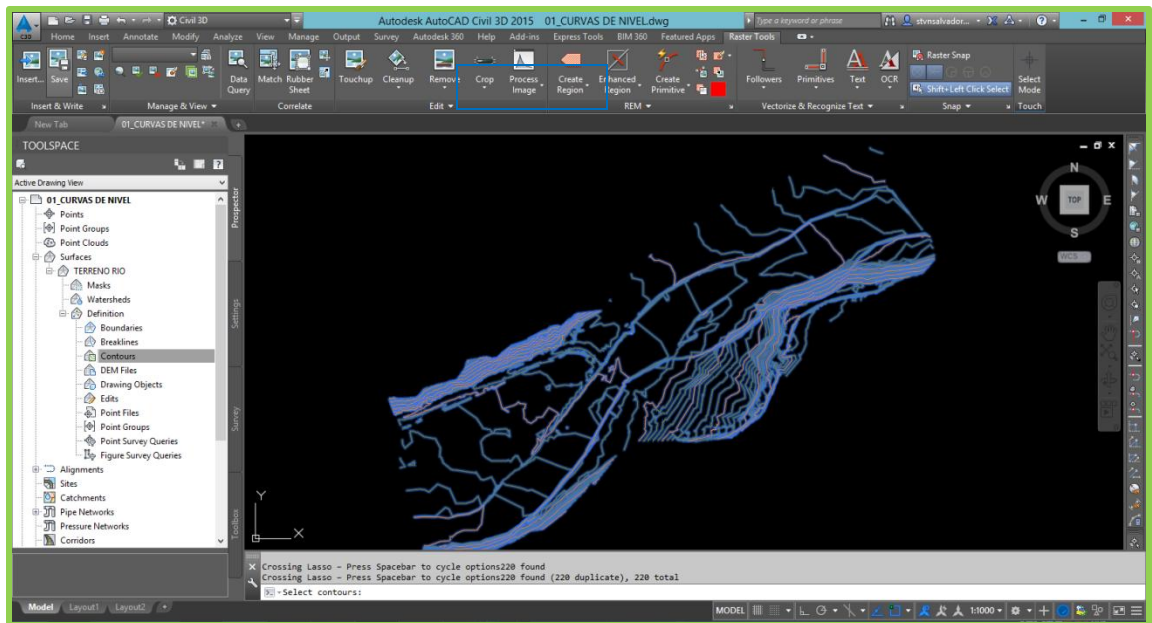 Civil 3D
Autodesk AutoCAD Civil 3D 2015 01_CURVAS DE NIVEL.dwg
Type a keyword or phrase
stvnsalvador...
C3D
Home Insert Annotate Modify Analyze View Manage Output Survey Autodesk 360 Help Add-ins Express Tools BIM 360 Featured Apps Raster Tools
Raster Snap
Insert... Save Data Query Match Rubber Sheet Touchup Cleanup Remove Crop Process Image Create Region Enhanced Region Create Primitive Followers Primitives Text OCR Select Mode
Shift+Left Click Select
Insert & Write Manage & View Correlate Edit REM Vectorize & Recognize Text Snap Touch
New Tab 01_CURVAS DE NIVEL*
TOOLSPACE
Active Drawing View
01_CURVAS DE NIVEL
Points
Point Groups
Point Clouds
Surfaces
TERRENO RIO
Masks
Watersheds
Definition
Boundaries
Breaklines
Contours
DEM Files
Drawing Objects
Edits
Point Files
Point Groups
Point Survey Queries
Figure Survey Queries
Alignments
Sites
Catchments
Pipe Networks
Pressure Networks
Corridors
Prospector
Settings
Survey
Toolbox
N
W TOP E
S
WCS
Y
X
Crossing Lasso - Press Spacebar to cycle options220 found
Crossing Lasso - Press Spacebar to cycle options220 found (220 duplicate), 220 total
Select contours:
Model Layout1 Layout2 +
MODEL 1:1000